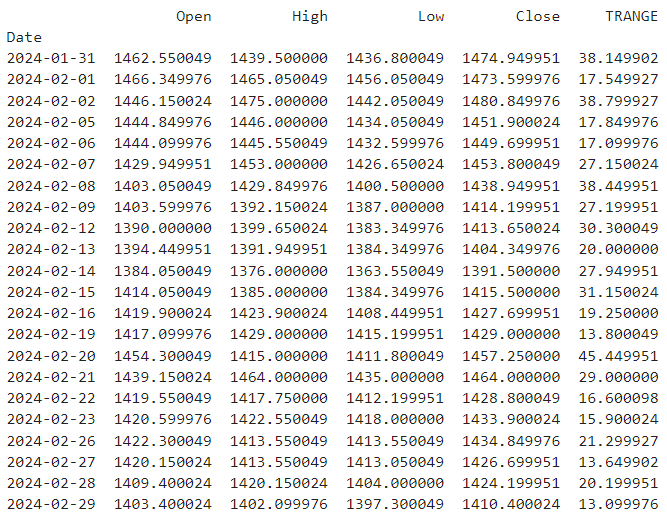 Open High Low Close TRANGE
Date
2024-01-31 1462.550049 1439.500000 1436.800049 1474.949951 38.149902
2024-02-01 1466.349976 1465.050049 1456.050049 1473.599976 17.549927
2024-02-02 1446.150024 1475.000000 1442.050049 1480.849976 38.799927
2024-02-05 1444.849976 1446.000000 1434.050049 1451.900024 17.849976
2024-02-06 1444.099976 1445.550049 1432.599976 1449.699951 17.099976
2024-02-07 1429.949951 1453.000000 1426.650024 1453.800049 27.150024
2024-02-08 1403.050049 1429.849976 1400.500000 1438.949951 38.449951
2024-02-09 1403.599976 1392.150024 1387.000000 1414.199951 27.199951
2024-02-12 1390.000000 1399.650024 1383.349976 1413.650024 30.300049
2024-02-13 1394.449951 1391.949951 1384.349976 1404.349976 20.000000
2024-02-14 1384.050049 1376.000000 1363.550049 1391.500000 27.949951
2024-02-15 1414.050049 1385.000000 1384.349976 1415.500000 31.150024
2024-02-16 1419.900024 1423.900024 1408.449951 1427.699951 19.250000
2024-02-19 1417.099976 1429.000000 1415.199951 1429.000000 13.800049
2024-02-20 1454.300049 1415.000000 1411.800049 1457.250000 45.449951
2024-02-21 1439.150024 1464.000000 1435.000000 1464.000000 29.000000
2024-02-22 1419.550049 1417.750000 1412.199951 1428.800049 16.600098
2024-02-23 1420.599976 1422.550049 1418.000000 1433.900024 15.900024
2024-02-26 1422.300049 1413.550049 1413.550049 1434.849976 21.299927
2024-02-27 1420.150024 1413.550049 1413.050049 1426.699951 13.649902
2024-02-28 1409.400024 1420.150024 1404.000000 1424.199951 20.199951
2024-02-29 1403.400024 1402.099976 1397.300049 1410.400024 13.099976